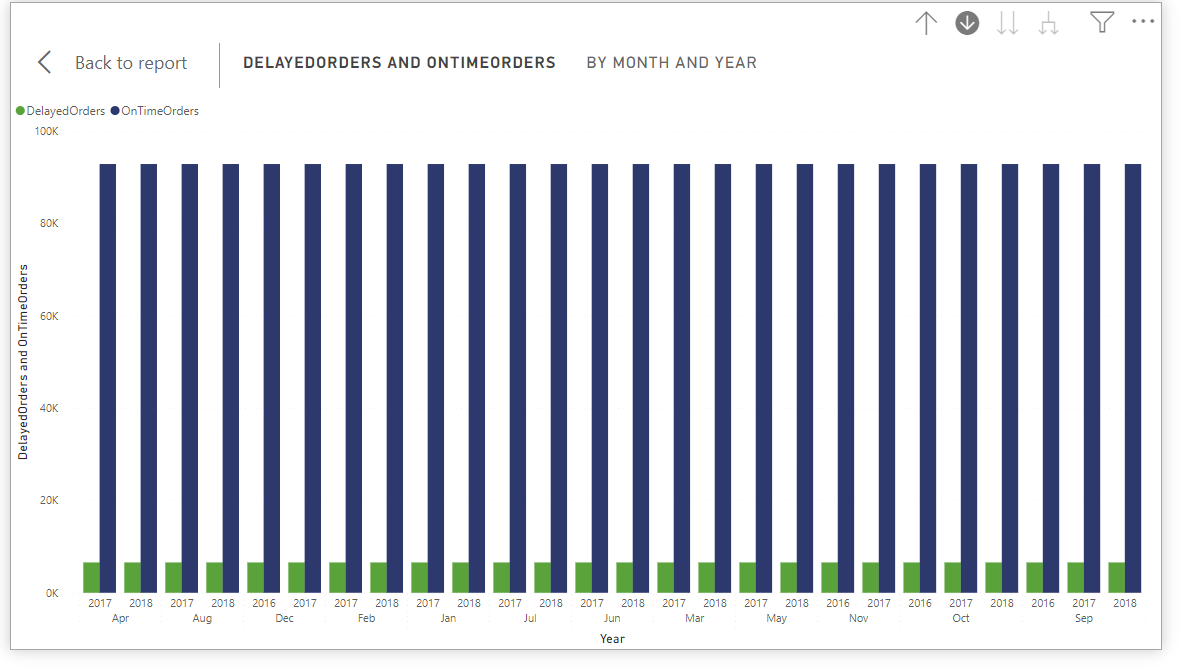 Back to report
DELAYEDORDERS AND ONTIMEORDERS BY MONTH AND YEAR
DelayedOrders OnTimeOrders
100K
80K
60K
40K
20K
0K
DelayedOrders and OnTimeOrders
2017 2018 2017 2018 2016 2017 2017 2018 2017 2018 2017 2018 2017 2018 2017 2018 2017 2018 2016 2017 2016 2017 2018 2016 2017 2018
Apr Aug Dec Feb Jan Jul Jun Mar May Nov Oct Sep
Year